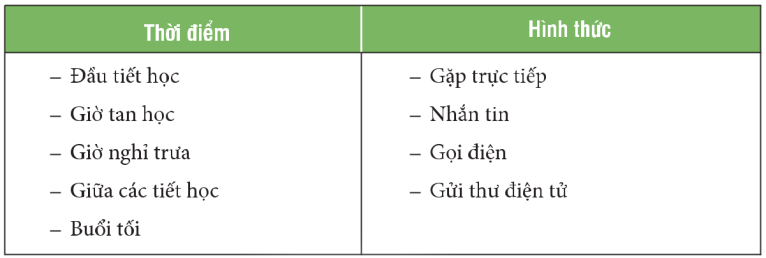 Thời điểm
Hình thức
– Đầu tiết học
– Giờ tan học
– Giờ nghỉ trưa
– Giữa các tiết học
– Buổi tối
– Gặp trực tiếp
– Nhắn tin
– Gọi điện
– Gửi thư điện tử